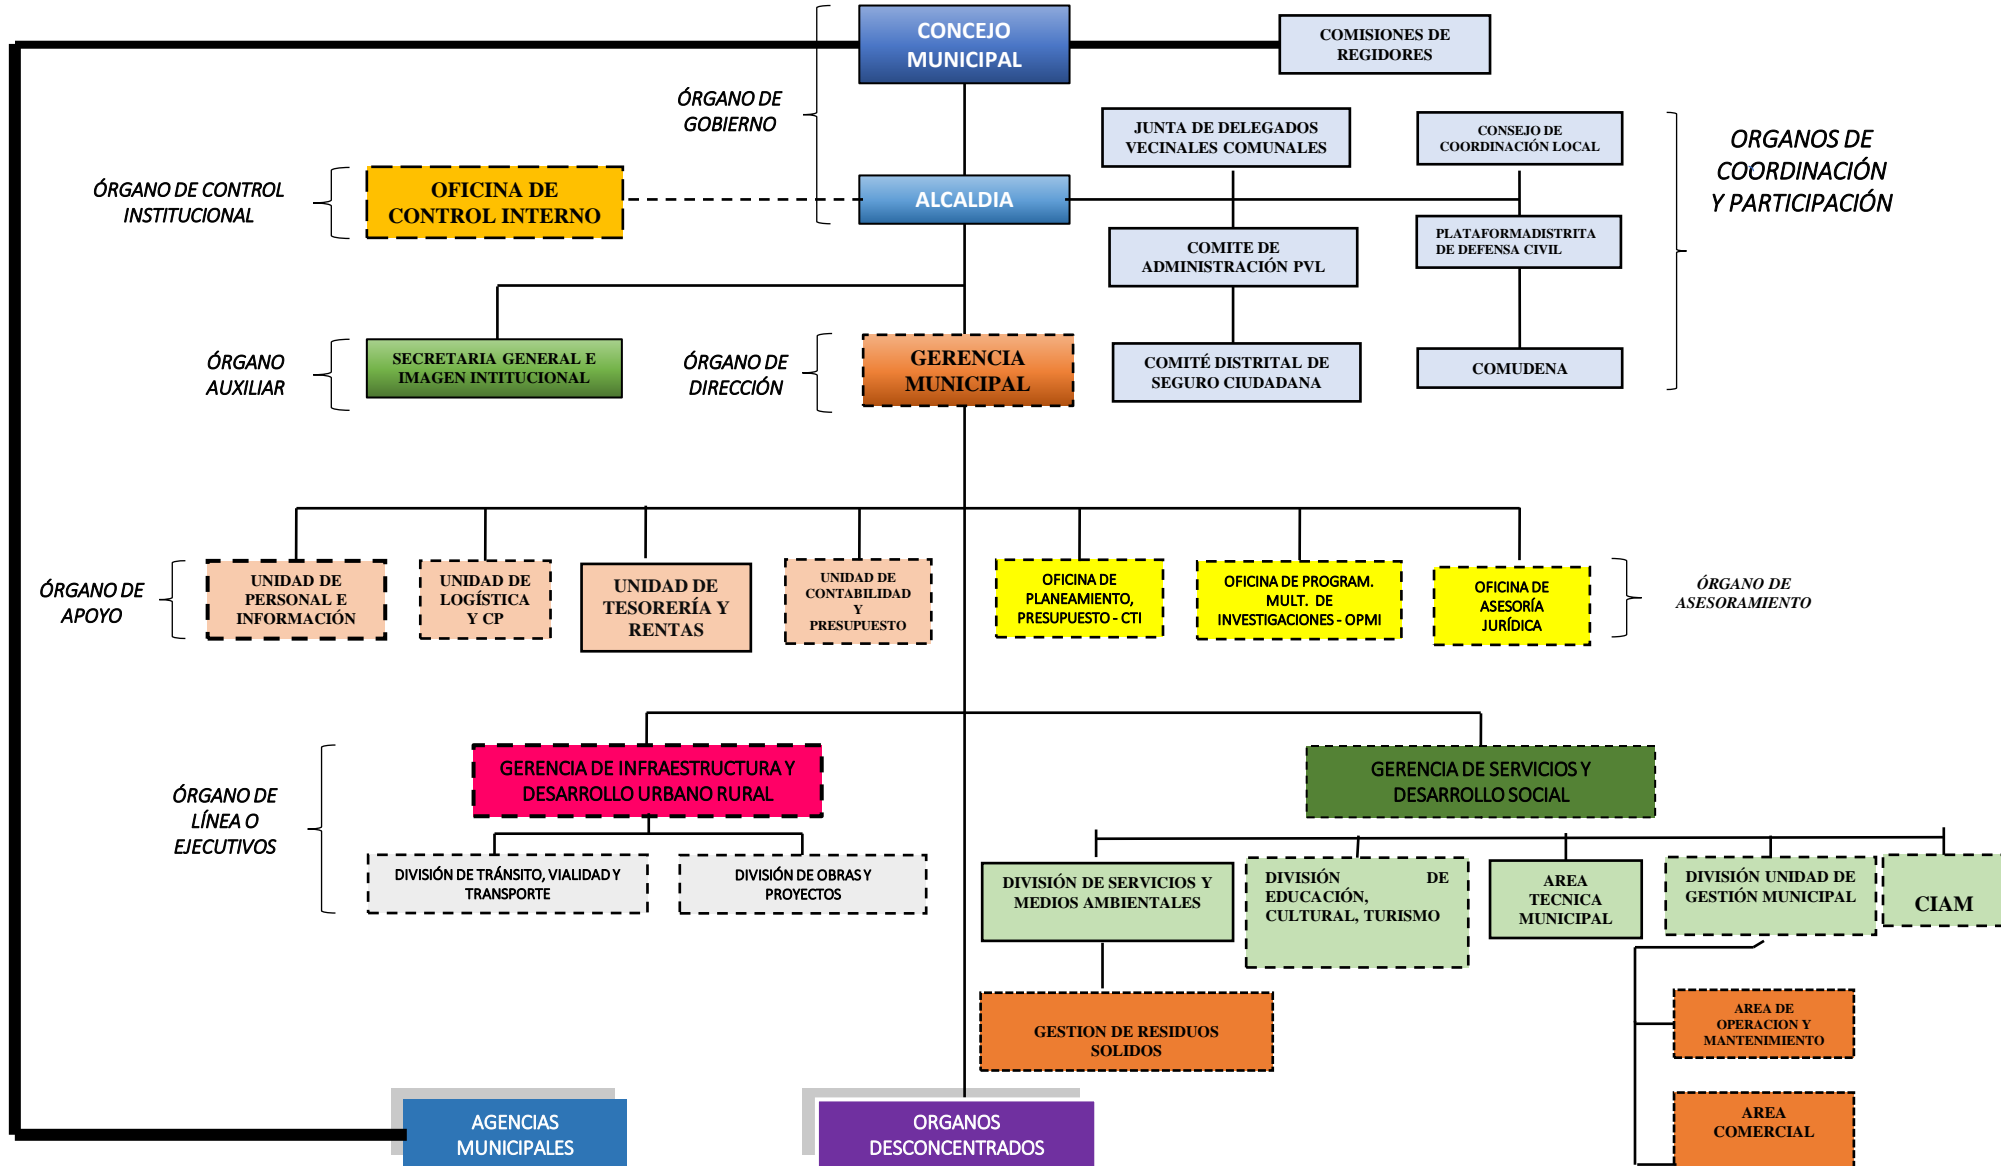 CONCEJO
MUNICIPAL
COMISIONES DE
REGIDORES
ÓRGANO DE
GOBIERNO
JUNTA DE DELEGADOS
VECINALES COMUNALES
CONSEJO DE
COORDINACIÓN LOCAL
ORGANOS DE
COORDINACIÓN
Y PARTICIPACIÓN
ÓRGANO DE CONTROL
INSTITUCIONAL
OFICINA DE
CONTROL INTERNO
ALCALDIA
COMITE DE
ADMINISTRACIÓN PVL
PLATAFORMADISTRITA
DE DEFENSA CIVIL
ÓRGANO
AUXILIAR
SECRETARIA GENERAL E
IMAGEN INTITUCIONAL
ÓRGANO DE
DIRECCIÓN
GERENCIA
MUNICIPAL
COMITÉ DISTRITAL DE
SEGURO CIUDADANA
COMUDENA
ÓRGANO DE
APOYO
UNIDAD DE
PERSONAL E
INFORMACIÓN
UNIDAD DE
LOGÍSTICA
Y CP
UNIDAD DE
TESORERÍA Y
RENTAS
UNIDAD DE
CONTABILIDAD
Y
PRESUPUESTO
OFICINA DE
PLANEAMIENTO,
PRESUPUESTO - CTI
OFICINA DE PROGRAM.
MULT. DE
INVESTIGACIONES - OPMI
OFICINA DE
ASESORÍA
JURÍDICA
ÓRGANO DE
ASESORAMIENTO
ÓRGANO DE
LÍNEA O
EJECUTIVOS
GERENCIA DE INFRAESTRUCTURA Y
DESARROLLO URBANO RURAL
GERENCIA DE SERVICIOS Y
DESARROLLO SOCIAL
DIVISIÓN DE TRÁNSITO, VIALIDAD Y
TRANSPORTE
DIVISIÓN DE OBRAS Y
PROYECTOS
DIVISIÓN DE SERVICIOS Y
MEDIOS AMBIENTALES
DIVISIÓN DE
EDUCACIÓN,
CULTURAL, TURISMO
AREA
TECNICA
MUNICIPAL
DIVISIÓN UNIDAD DE
GESTIÓN MUNICIPAL
CIAM
GESTION DE RESIDUOS
SOLIDOS
AREA DE
OPERACION Y
MANTENIMIENTO
AREA
COMERCIAL
AGENCIAS
MUNICIPALES
ORGANOS
DESCONCENTRADOS